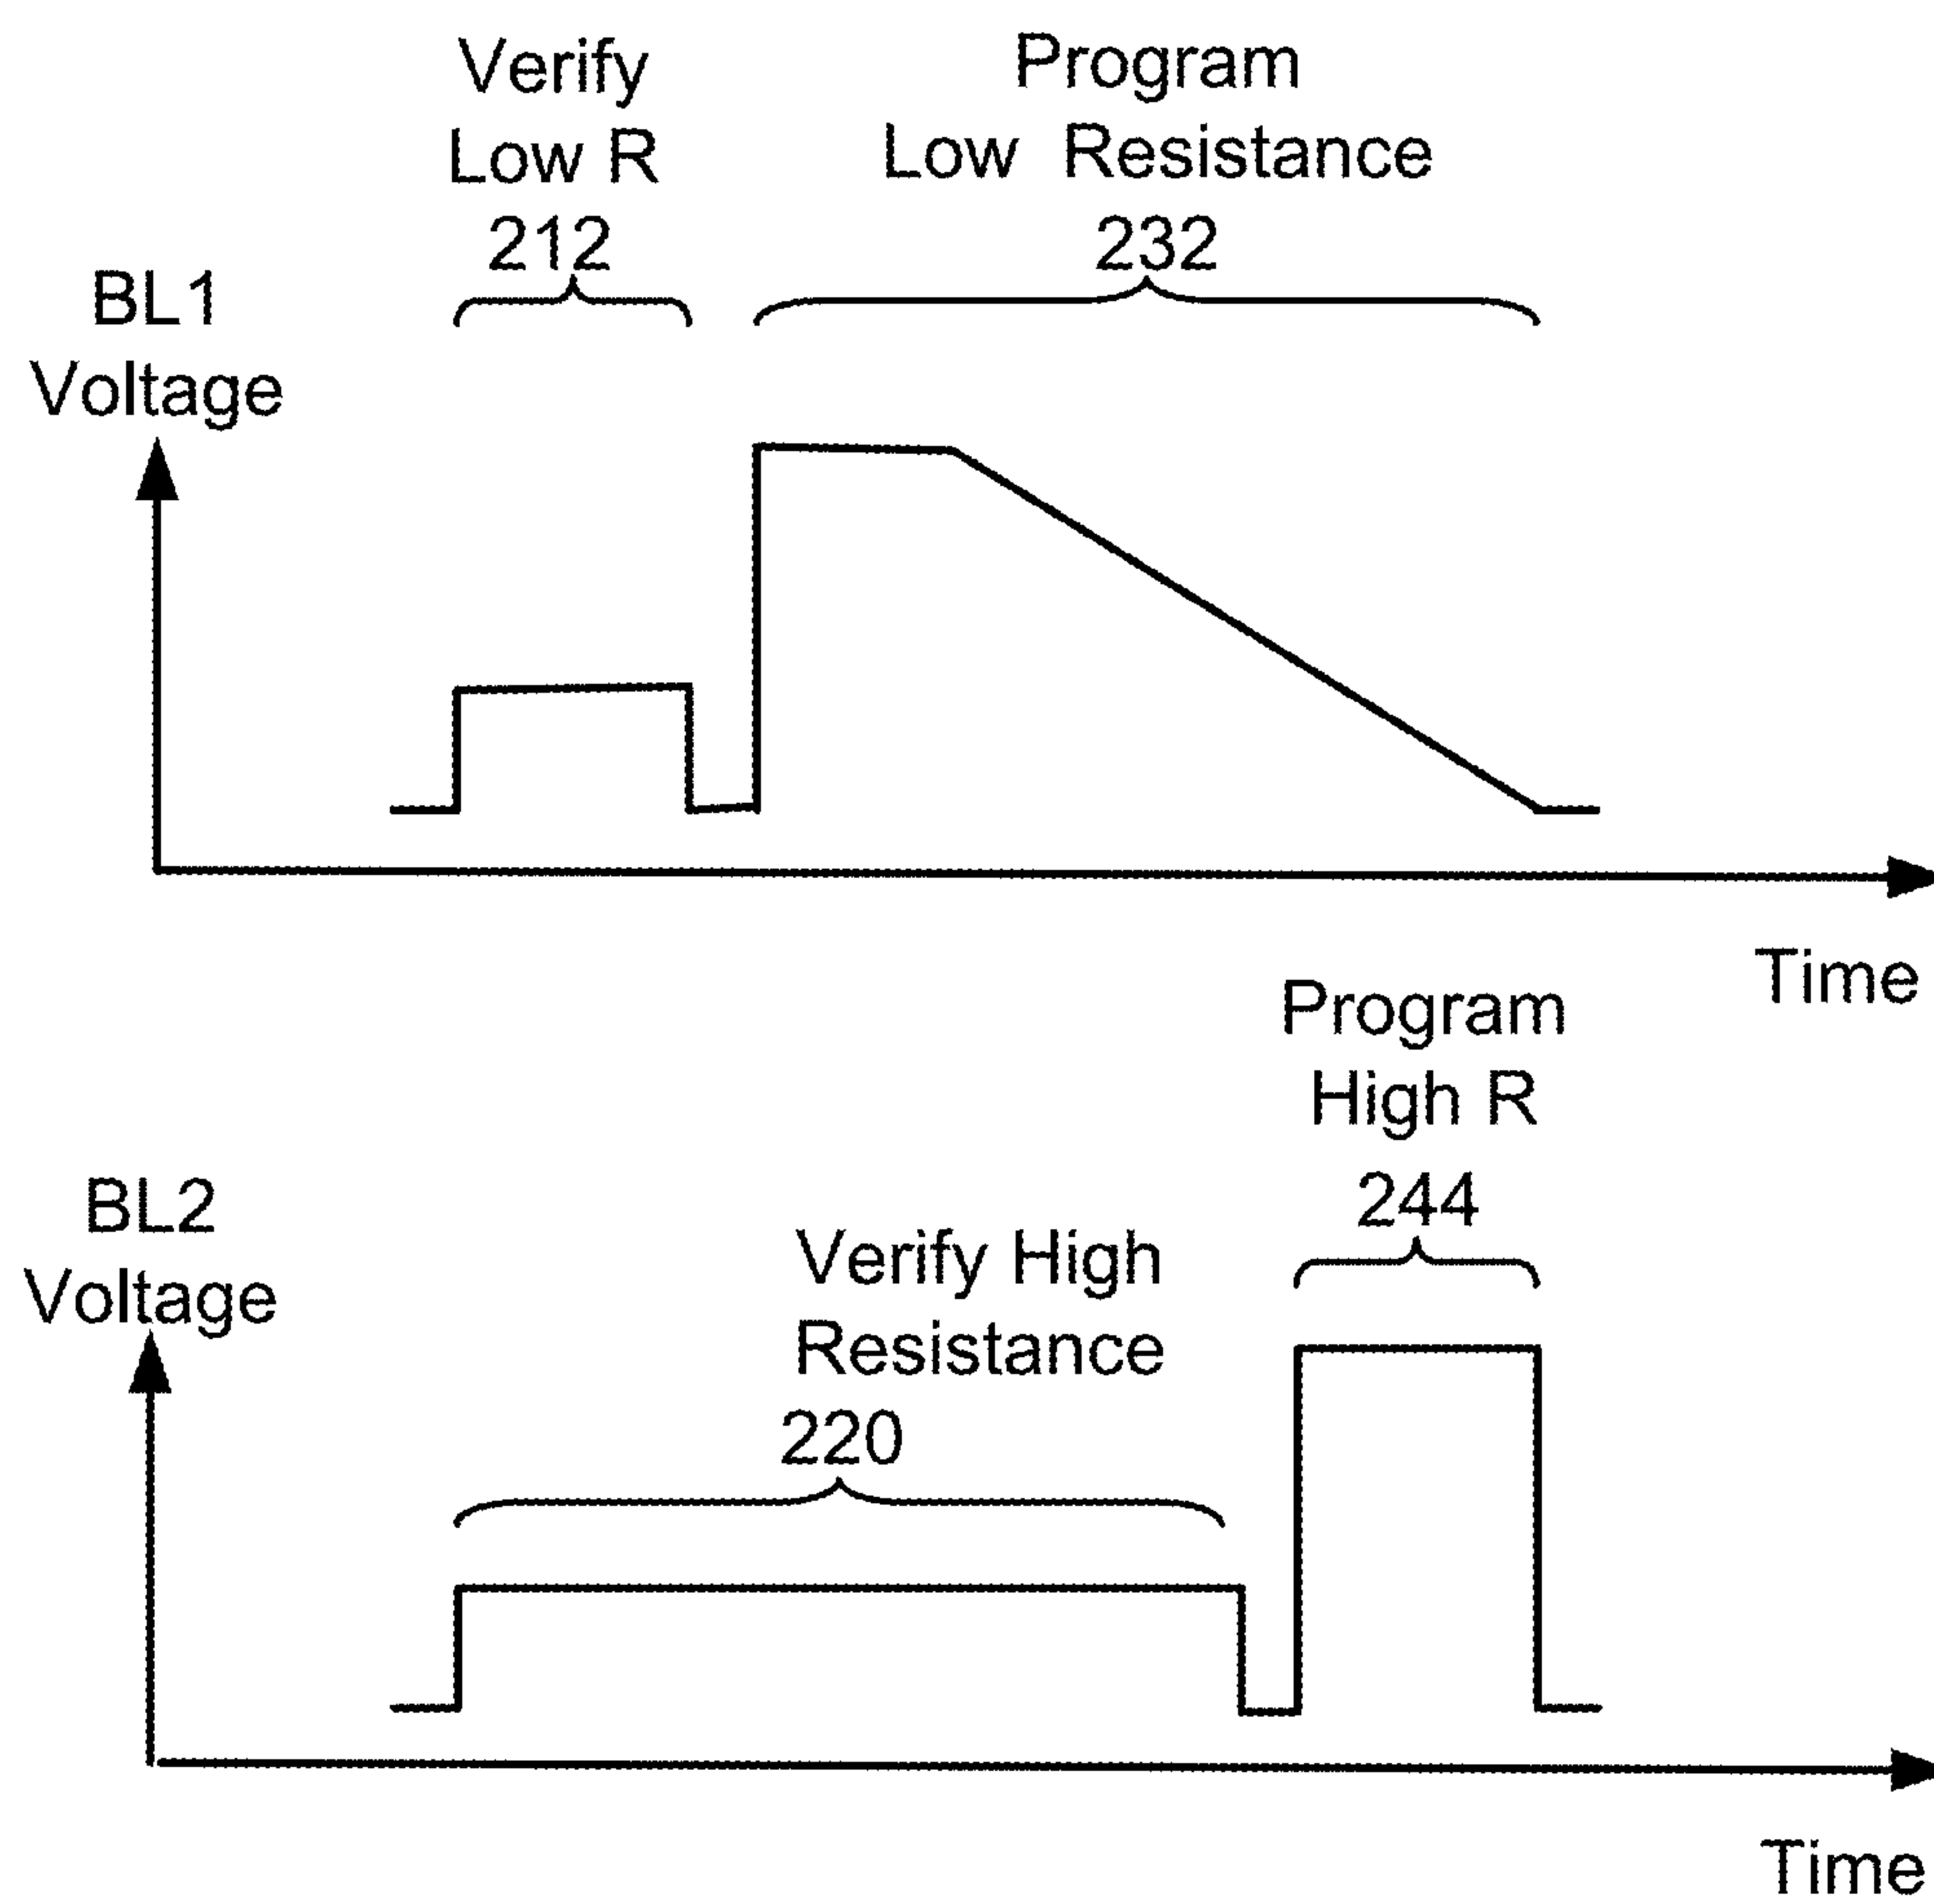 Verify
Low R
212
Program
Low Resistance
232
BL1
Voltage
Time
Program
High R
244
BL2
Voltage
Verify High
Resistance
220
Time